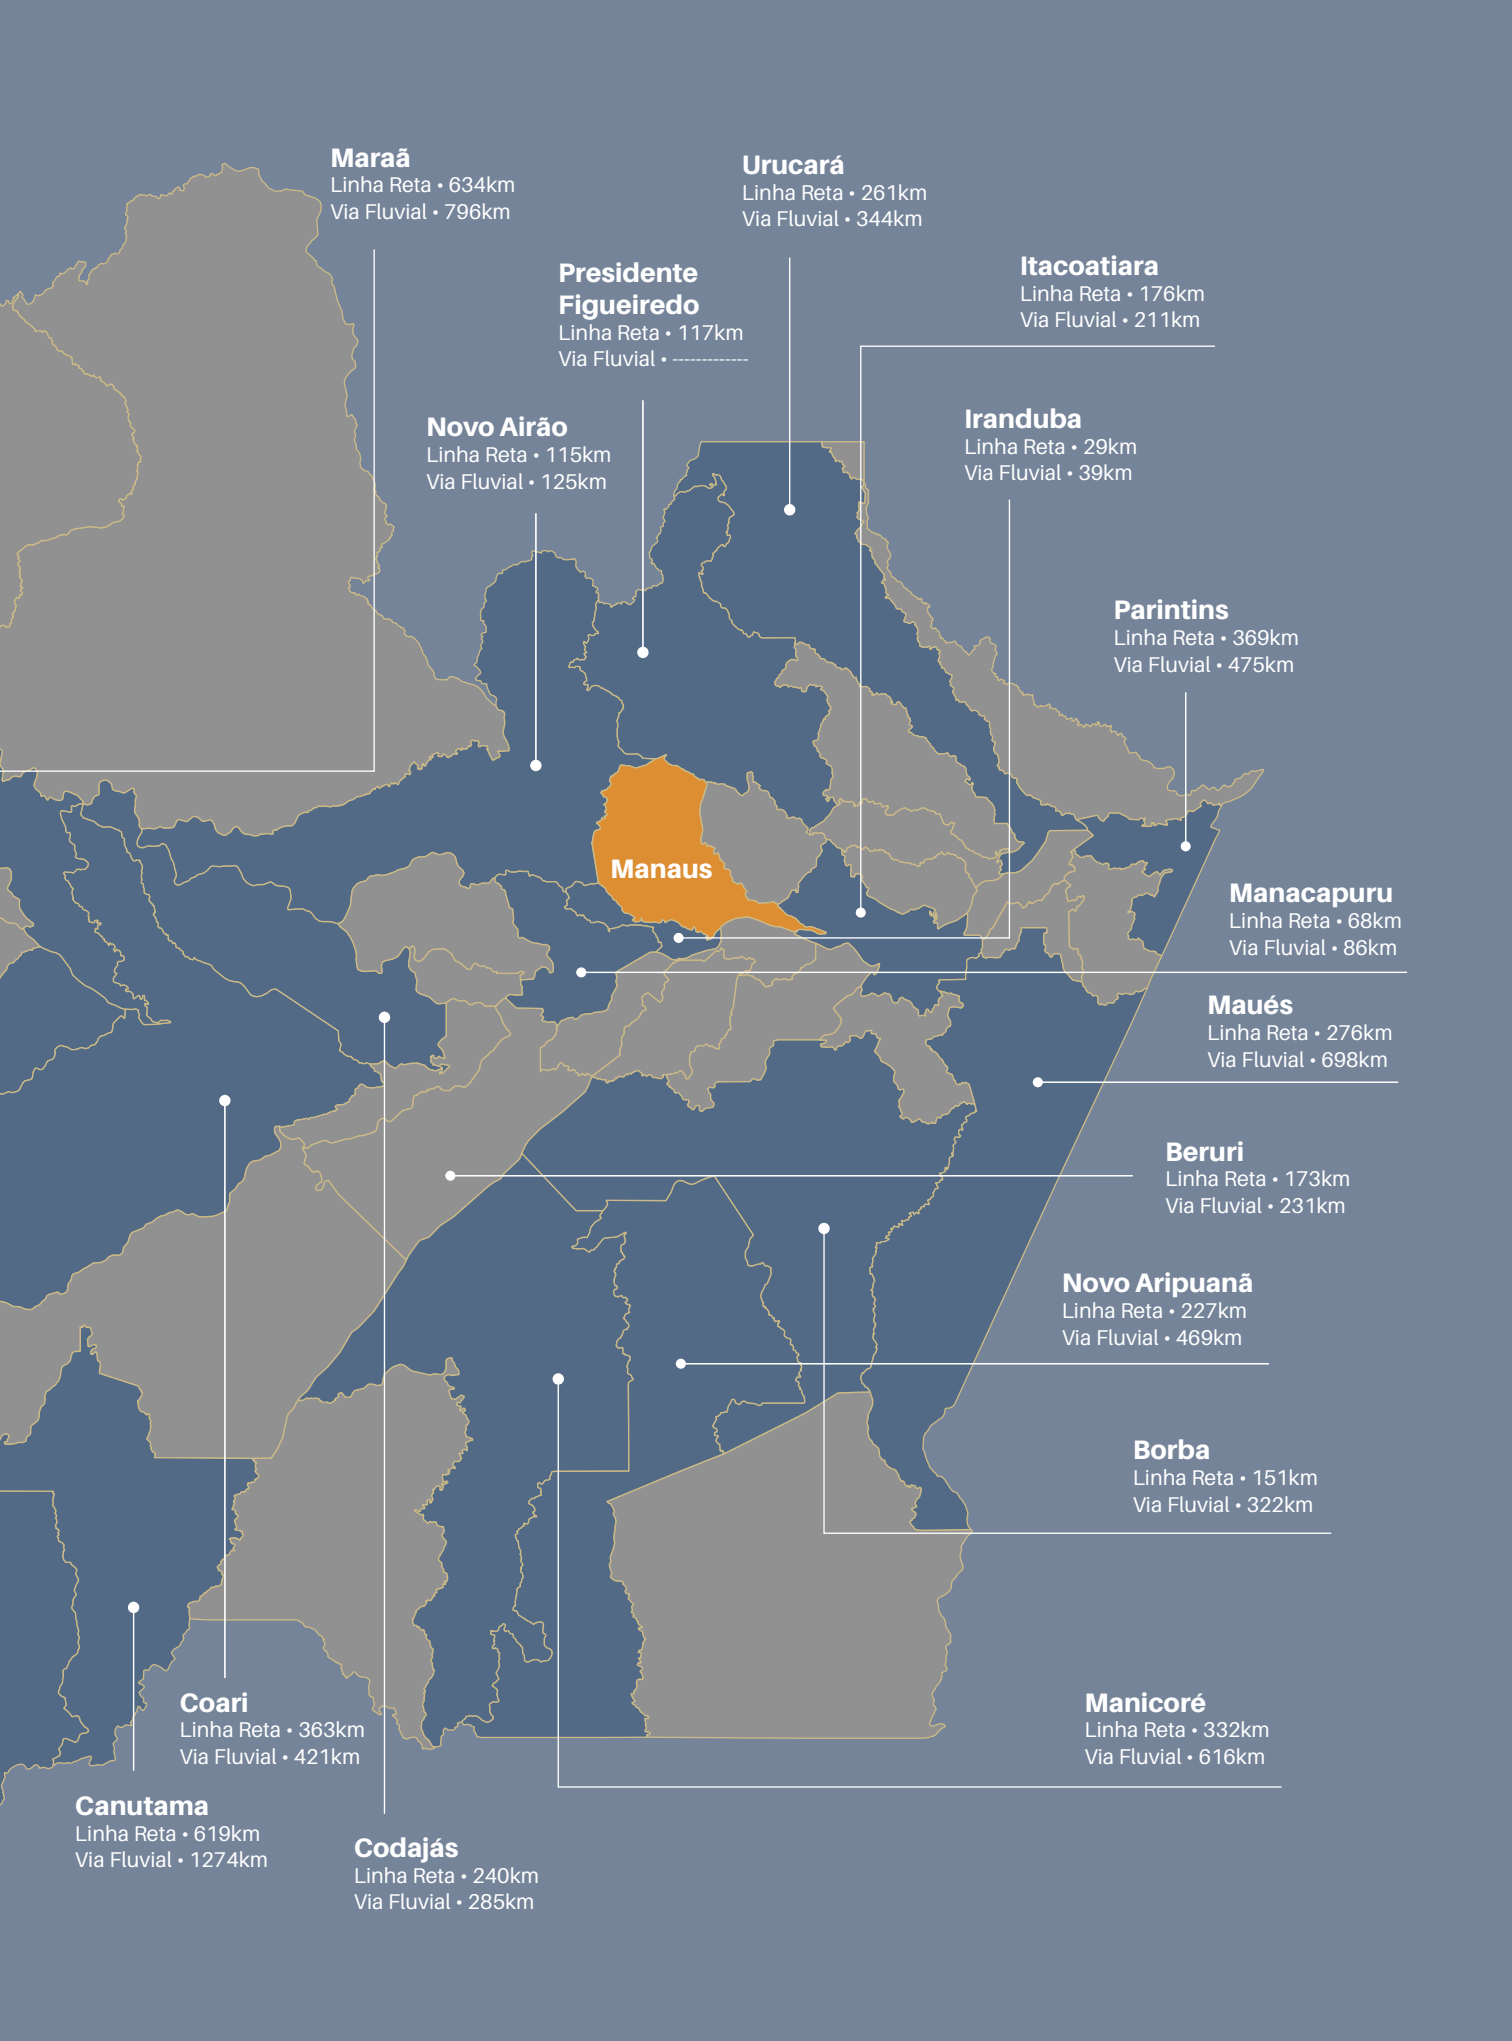 Maraã
Linha Reta • 634km
Via Fluvial • 796km
Urucará
Linha Reta • 261km
Via Fluvial • 344km
Presidente
Figueiredo
Linha Reta • 117km
Via Fluvial • -------------
Itacoatiara
Linha Reta • 176km
Via Fluvial • 211km
Novo Airão
Linha Reta • 115km
Via Fluvial • 125km
Iranduba
Linha Reta • 29km
Via Fluvial • 39km
Parintins
Linha Reta • 369km
Via Fluvial • 475km
Manaus
Manacapuru
Linha Reta • 68km
Via Fluvial • 86km
Maués
Linha Reta • 276km
Via Fluvial • 698km
Beruri
Linha Reta • 173km
Via Fluvial • 231km
Novo Aripuanã
Linha Reta • 227km
Via Fluvial • 469km
Borba
Linha Reta • 151km
Via Fluvial • 322km
Manicoré
Linha Reta • 332km
Via Fluvial • 616km
Coari
Linha Reta • 363km
Via Fluvial • 421km
Canutama
Linha Reta • 619km
Via Fluvial • 1274km
Codajás
Linha Reta • 240km
Via Fluvial • 285km